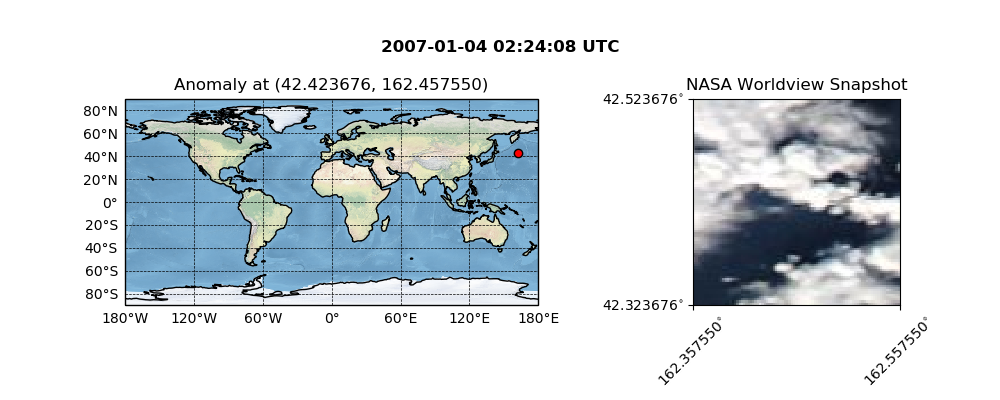 2007-01-04 02:24:08 UTC
Anomaly at (42.423676, 162.457550)
80°N
60°N
40°N
20°N
0°
20°S
40°S
60°S
80°S
180°W 120°W 60°W 0° 60°E 120°E 180°E
NASA Worldview Snapshot
42.523676°
42.323676°
162.357550°
162.557550°